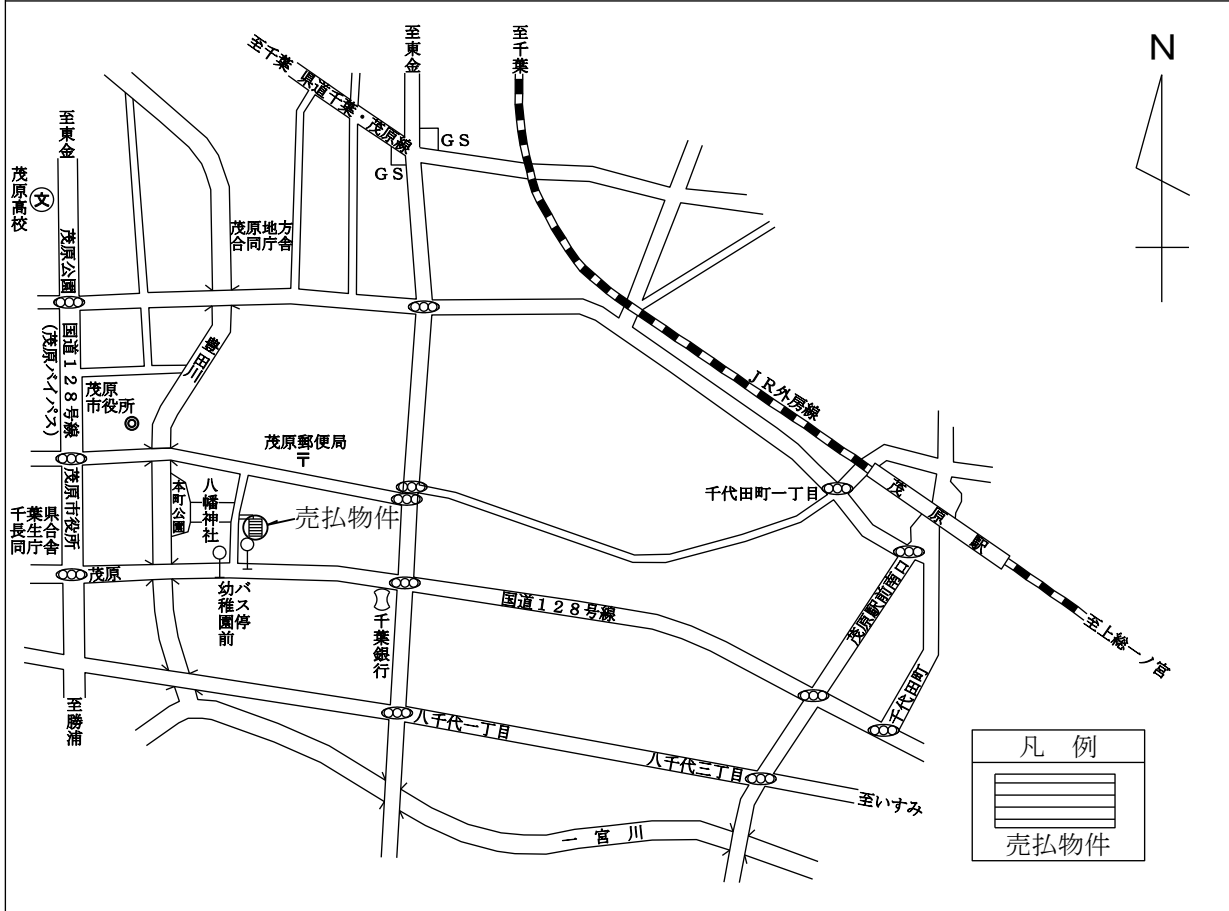 至東金
至千葉
至千葉 県道千葉・茂原線
N
GS
GS
至東金
茂原高校
文
茂原公園
茂原地方
合同庁舎
豊田川
国道128号線
(茂原バイパス)
茂原
市役所
JR外房線
茂原郵便局
〒
千代田町一丁目
茂原駅
茂原市役所
千葉県
長生合同庁舎
本町公園
八幡神社
売払物件
茂原
バス停
幼稚園前
国道128号線
茂原駅前南口
千葉銀行
至上総一ノ宮
千代田町
至勝浦
八千代一丁目
八千代三丁目
至いすみ
一宮川
凡 例
売払物件